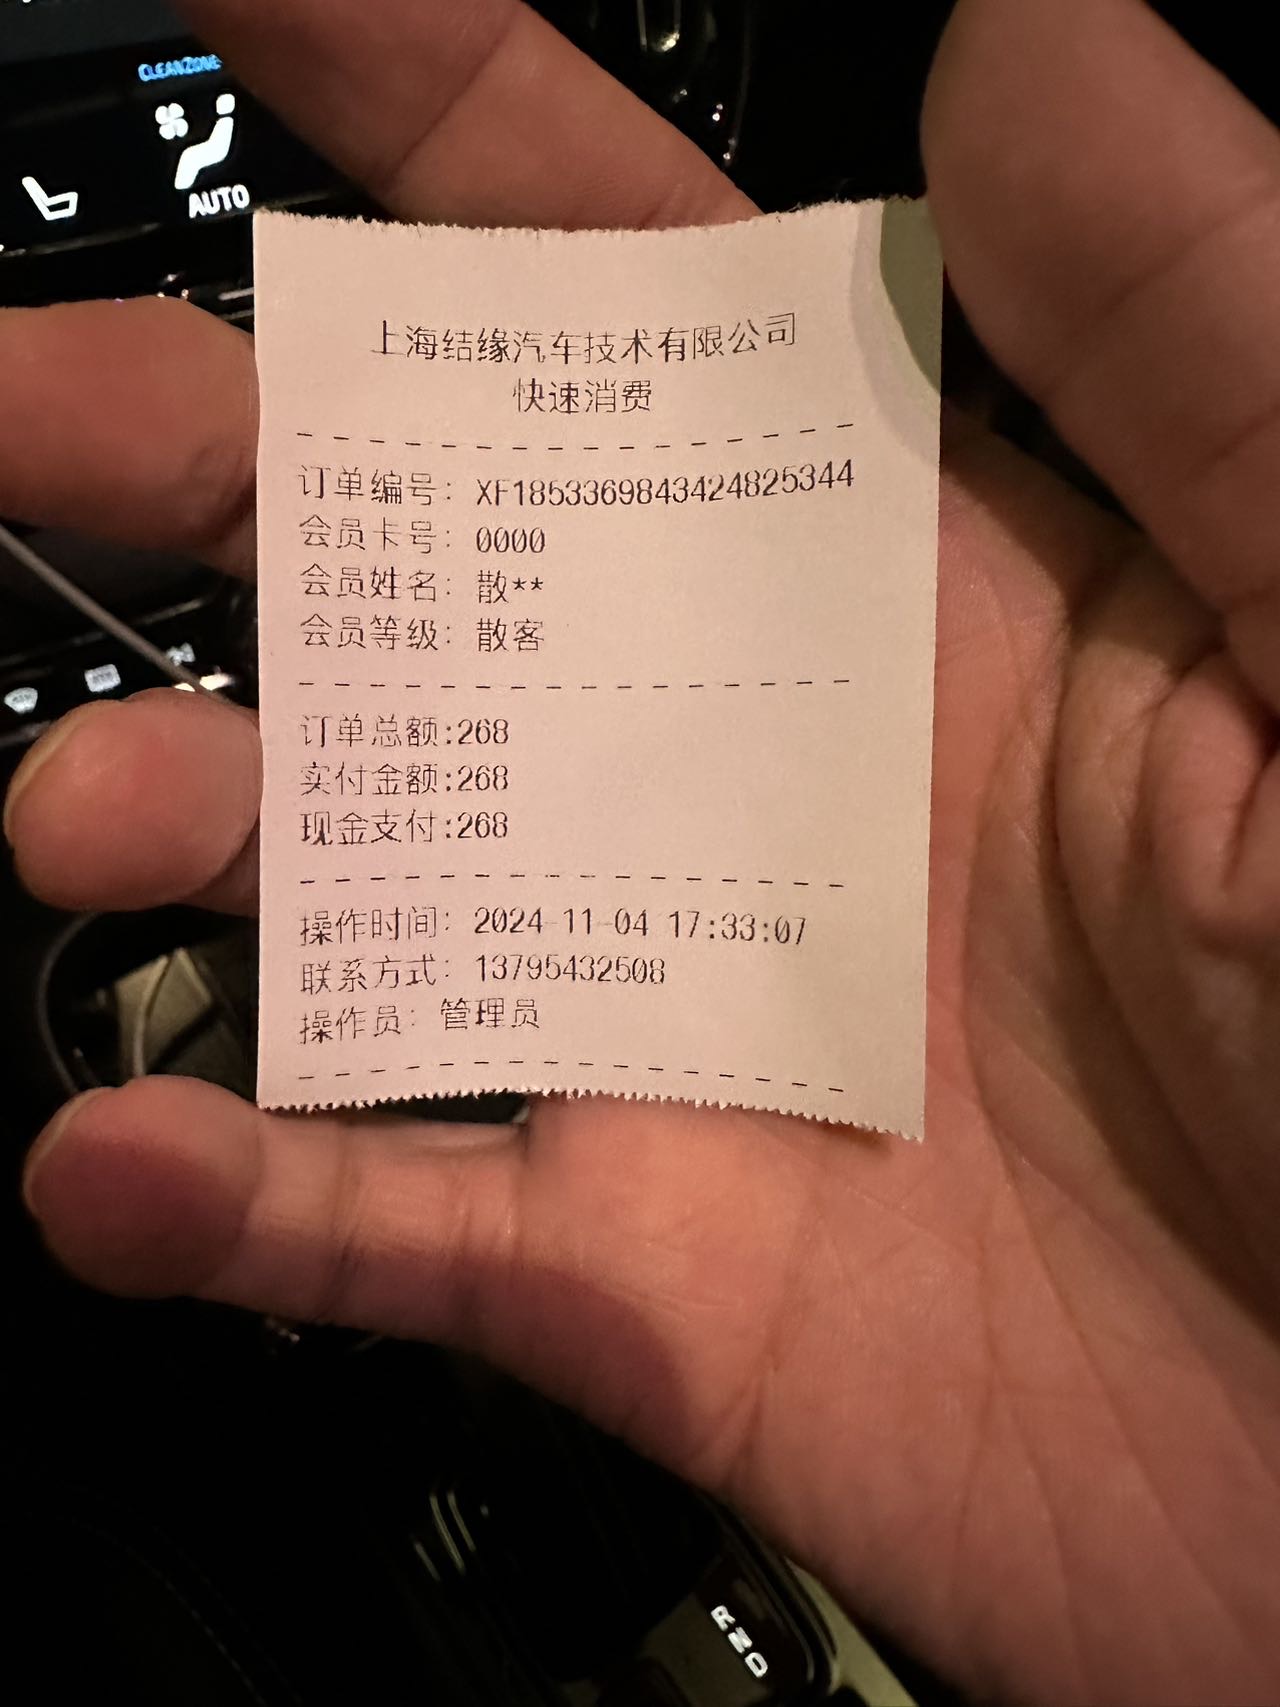 CLEANZONE
AUTO
上海结缘汽车技术有限公司
快速消费
订单编号: XF1853369843424825344
会员卡号: 0000
会员姓名: 散**
会员等级: 散客
订单总额:268
实付金额:268
现金支付:268
操作时间: 2024-11-04 17:33:07
联系方式: 13795432508
操作员: 管理员
R
N
D